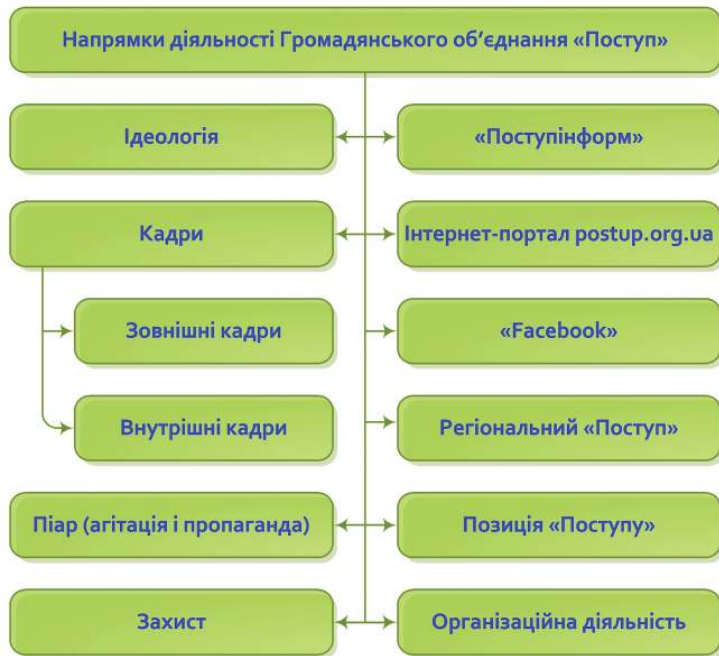 Напрямки діяльності Громадянського об’єднання «Поступ»
Ідеологія
«Поступінформ»
Кадри
Інтернет-портал postup.org.ua
Зовнішні кадри
«Facebook»
Внутрішні кадри
Регіональний «Поступ»
Піар (агітація і пропаганда)
Позиція «Поступу»
Захист
Організаційна діяльність